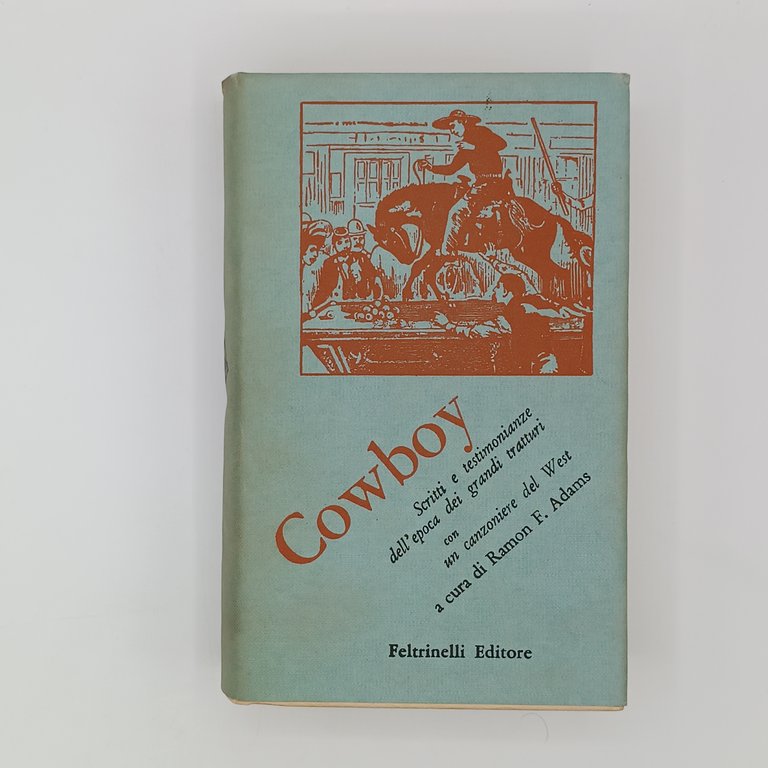 Cowboy
Scritti e testimonianze
dell'epoca dei grandi tratturi
con
un canzoniere del West
a cura di Ramon F. Adams
Feltrinelli Editore